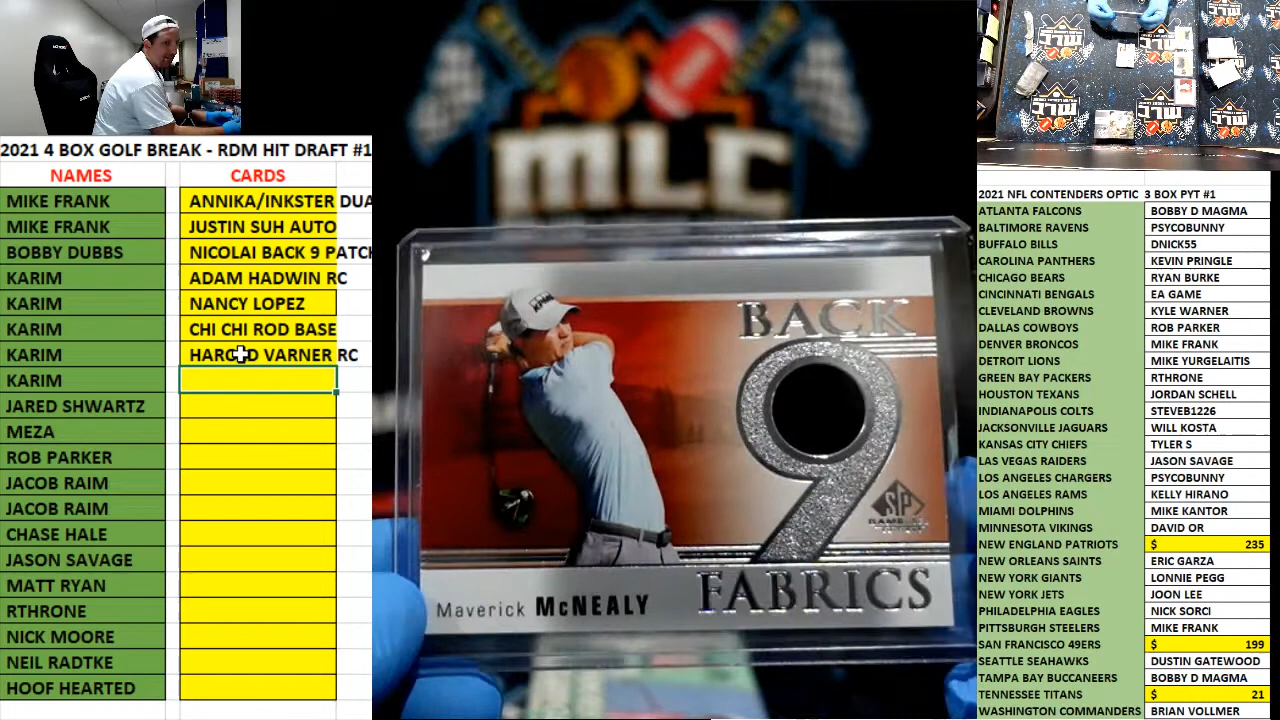 2021 4 BOX GOLF BREAK - RDM HIT DRAFT #1
NAMES CARDS
MIKE FRANK ANNIKA/INKSTER DUA
MIKE FRANK JUSTIN SUH AUTO
BOBBY DUBBS NICOLAI BACK 9 PATCH
KARIM ADAM HADWIN RC
KARIM NANCY LOPEZ
KARIM CHI CHI ROD BASE
KARIM HAROLD VARNER RC
KARIM
JARED SHWARTZ
MEZA
ROB PARKER
JACOB RAIM
JACOB RAIM
CHASE HALE
JASON SAVAGE
MATT RYAN
RTHRONE
NICK MOORE
NEIL RADTKE
HOOF HEARTED
MLC
BACK
9
SP
FABRICS
Maverick McNEALY
2021 NFL CONTENDERS OPTIC 3 BOX PYT #1
ATLANTA FALCONS BOBBY D MAGMA
BALTIMORE RAVENS PSYCOBUNNY
BUFFALO BILLS DNICK55
CAROLINA PANTHERS KEVIN PRINGLE
CHICAGO BEARS RYAN BURKE
CINCINNATI BENGALS EA GAME
CLEVELAND BROWNS KYLE WARNER
DALLAS COWBOYS ROB PARKER
DENVER BRONCOS MIKE FRANK
DETROIT LIONS MIKE YURGELAITIS
GREEN BAY PACKERS RTHRONE
HOUSTON TEXANS JORDAN SCHELL
INDIANAPOLIS COLTS STEVEB1226
JACKSONVILLE JAGUARS WILL KOSTA
KANSAS CITY CHIEFS TYLER S
LAS VEGAS RAIDERS JASON SAVAGE
LOS ANGELES CHARGERS PSYCOBUNNY
LOS ANGELES RAMS KELLY HIRANO
MIAMI DOLPHINS MIKE KANTOR
MINNESOTA VIKINGS DAVID OR
NEW ENGLAND PATRIOTS $ 235
NEW ORLEANS SAINTS ERIC GARZA
NEW YORK GIANTS LONNIE PEGG
NEW YORK JETS JOON LEE
PHILADELPHIA EAGLES NICK SORCI
PITTSBURGH STEELERS MIKE FRANK
SAN FRANCISCO 49ERS $ 199
SEATTLE SEAHAWKS DUSTIN GATEWOOD
TAMPA BAY BUCCANEERS BOBBY D MAGMA
TENNESSEE TITANS $ 21
WASHINGTON COMMANDERS BRIAN VOLLMER